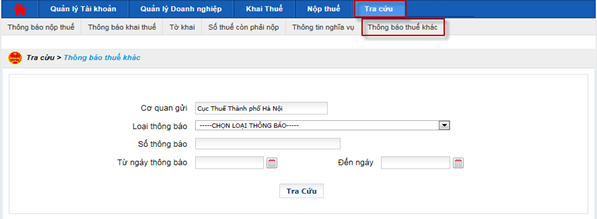 Quản lý Tài khoản Quản lý Doanh nghiệp Khai Thuế Nộp thuế Tra cứu
Thông báo nộp thuế Thông báo khai thuế Tờ khai Số thuế còn phải nộp Thông tin nghĩa vụ Thông báo thuế khác
Tra cứu > Thông báo thuế khác
Cơ quan gửi Cục Thuế Thành phố Hà Nội
Loại thông báo -----CHỌN LOẠI THÔNG BÁO-----
Số thông báo
Từ ngày thông báo Đến ngày
Tra Cứu